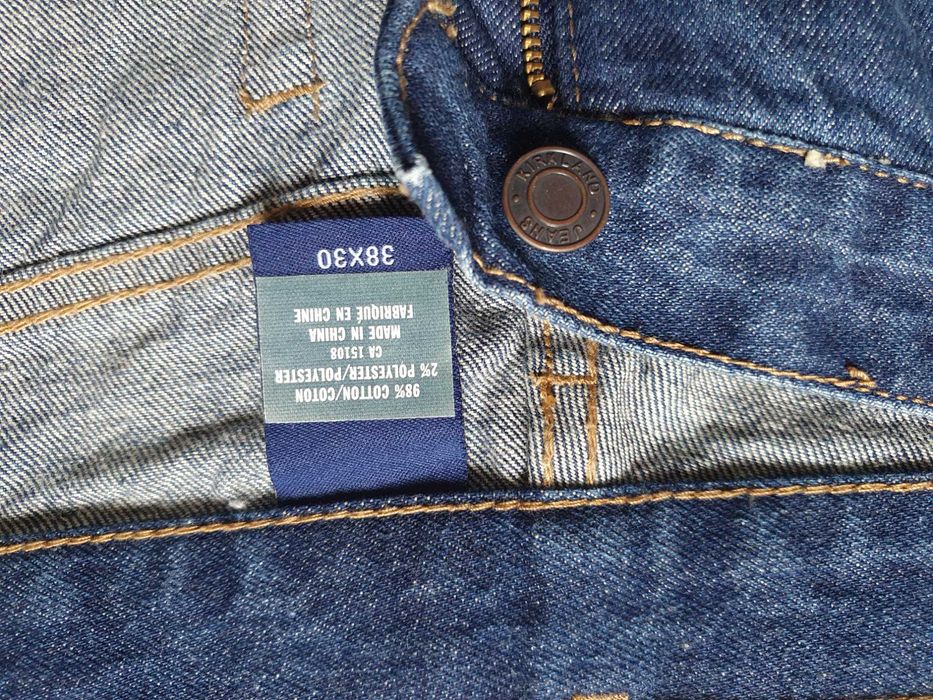 98% COTTON/COTON
2% POLYESTER/POLYESTER
CA 15108
MADE IN CHINA
FABRIQUÉ EN CHINE
38X30
KIRKLAND
JEANS